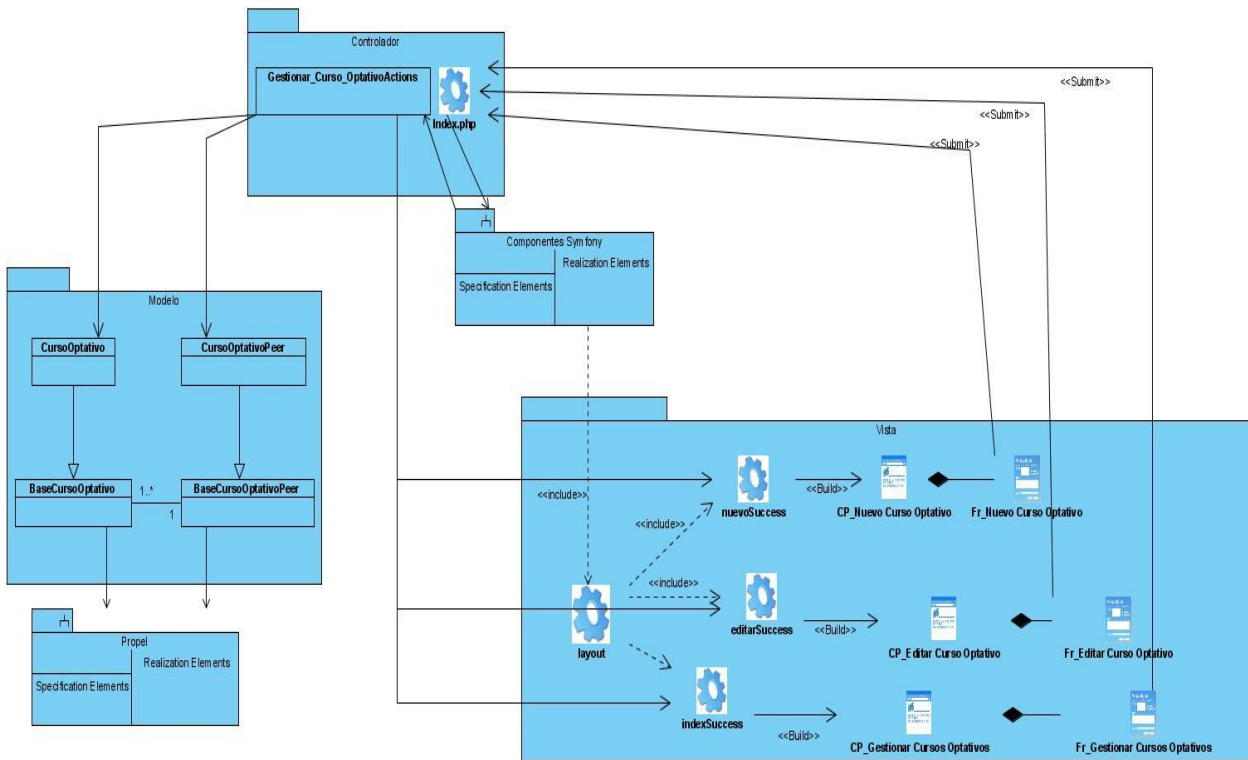 Controlador
Gestionar_Curso_OptativoActions
Index.php
<<Submit>>
<<Submit>>
<<Submit>>
Componentes Symfony
Realization Elements
Specification Elements
Modelo
CursoOptativo
CursoOptativoPeer
BaseCursoOptativo
1..*
1
BaseCursoOptativoPeer
Propel
Realization Elements
Specification Elements
Vista
<<include>>
nuevoSuccess
<<Build>>
CP_Nuevo Curso Optativo
Fr_Nuevo Curso Optativo
<<include>>
<<include>>
layout
editarSuccess
<<Build>>
CP_Editar Curso Optativo
Fr_Editar Curso Optativo
indexSuccess
<<Build>>
CP_Gestionar Cursos Optativos
Fr_Gestionar Cursos Optativos